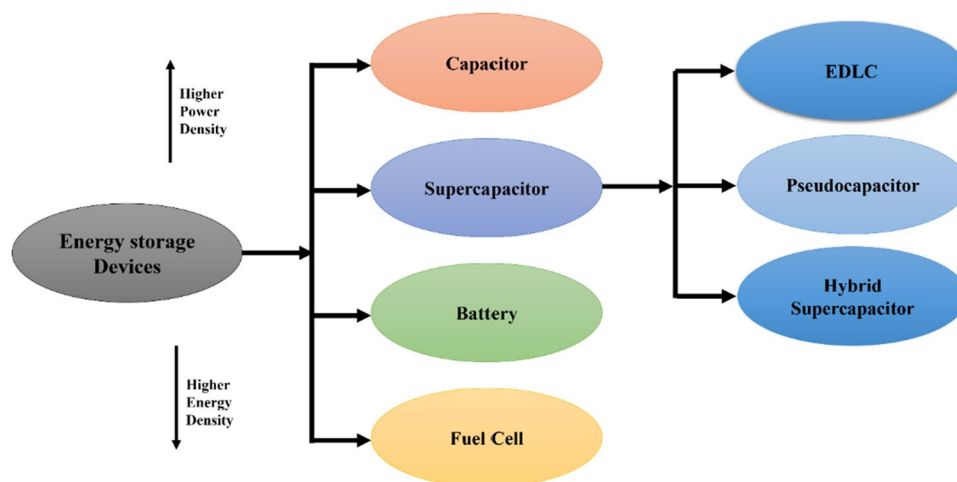 Higher
Power
Density
Energy storage
Devices
Higher
Energy
Density
Capacitor
Supercapacitor
Battery
Fuel Cell
EDLC
Pseudocapacitor
Hybrid
Supercapacitor